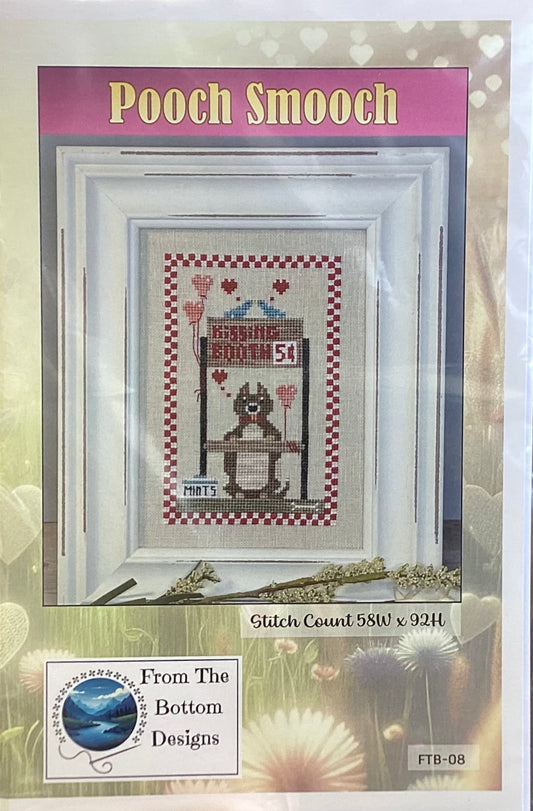 Pooch Smooch
KISSING
BOOTH 5¢
MINTS
Stitch Count 58W x 92H
From The
Bottom
Designs
FTB-08